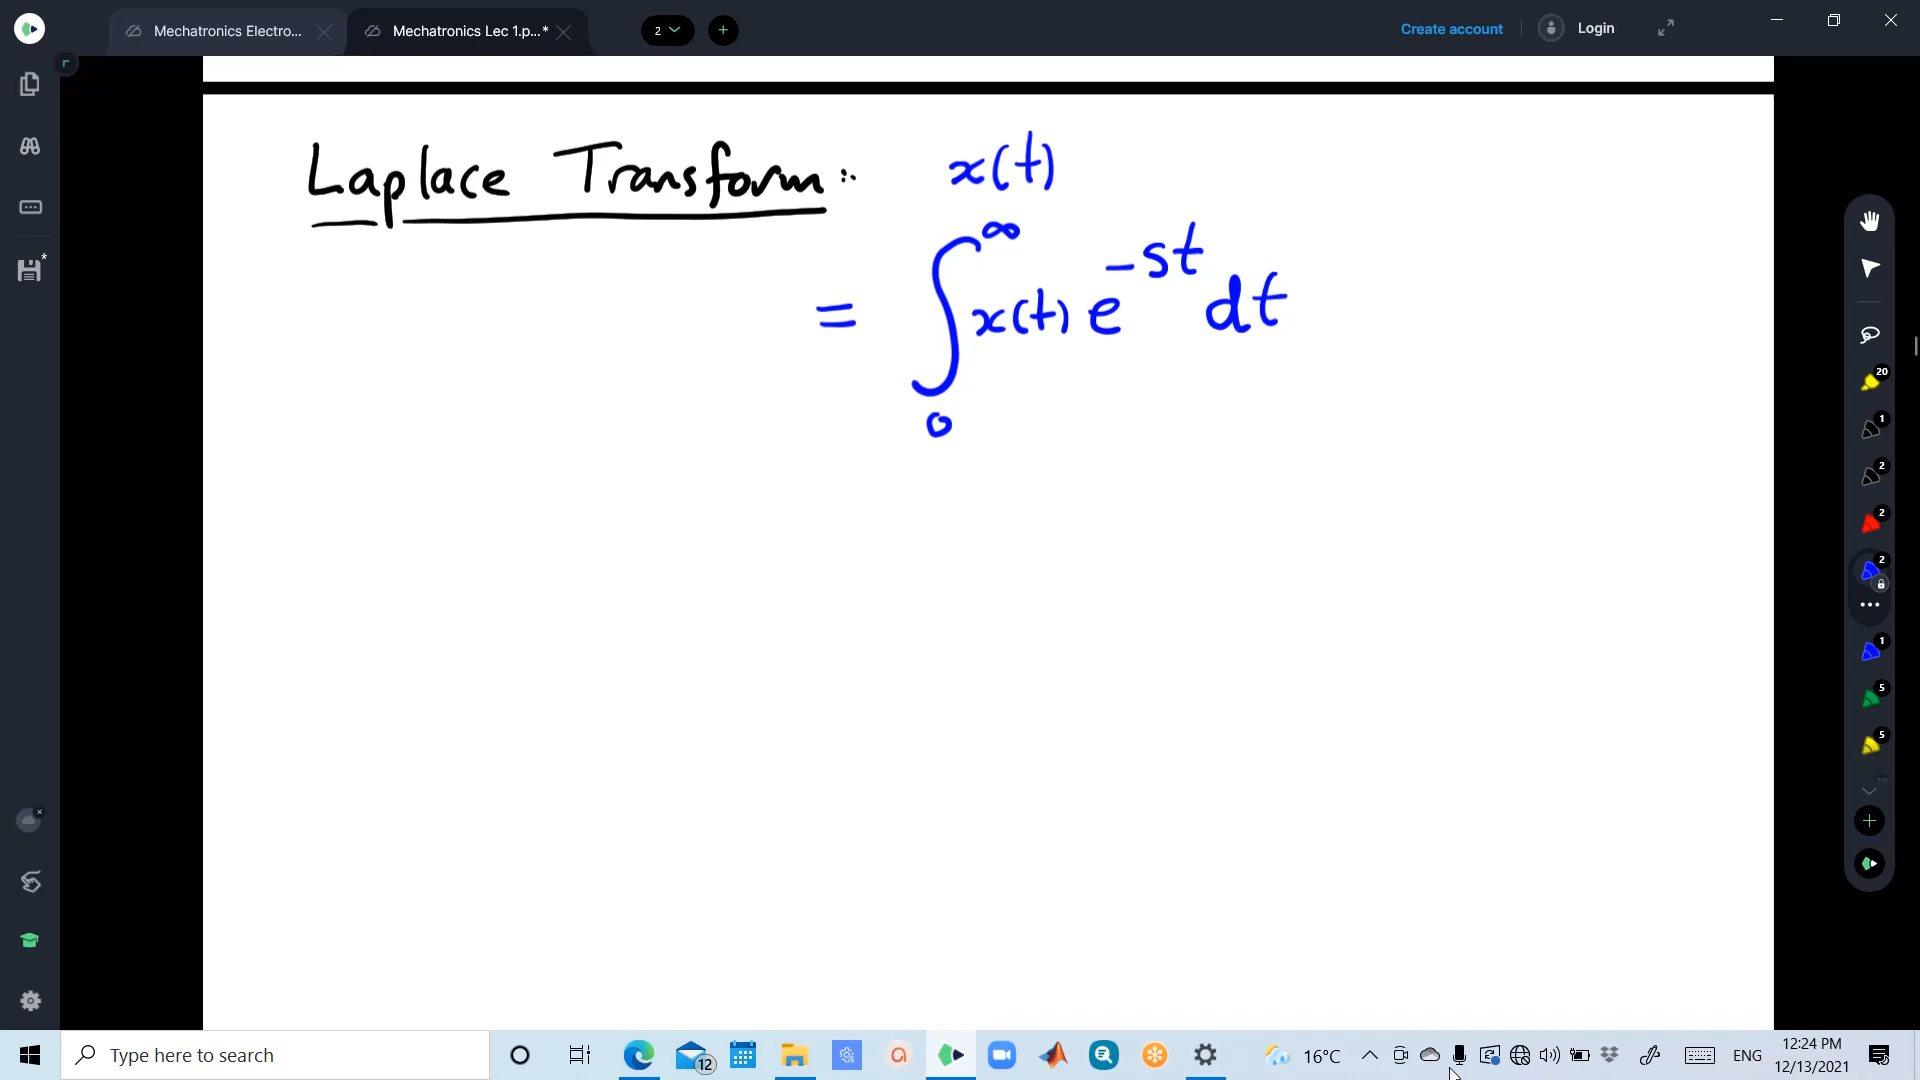 Mechatronics Electro...
Mechatronics Lec 1.p...*
2
Create account
Login
Laplace Transform:
x(t)
= ∫₀^∞ x(t) e^{-st} dt
20
1
2
2
2
1
5
5
Type here to search
12
16°C
ENG
12:24 PM
12/13/2021